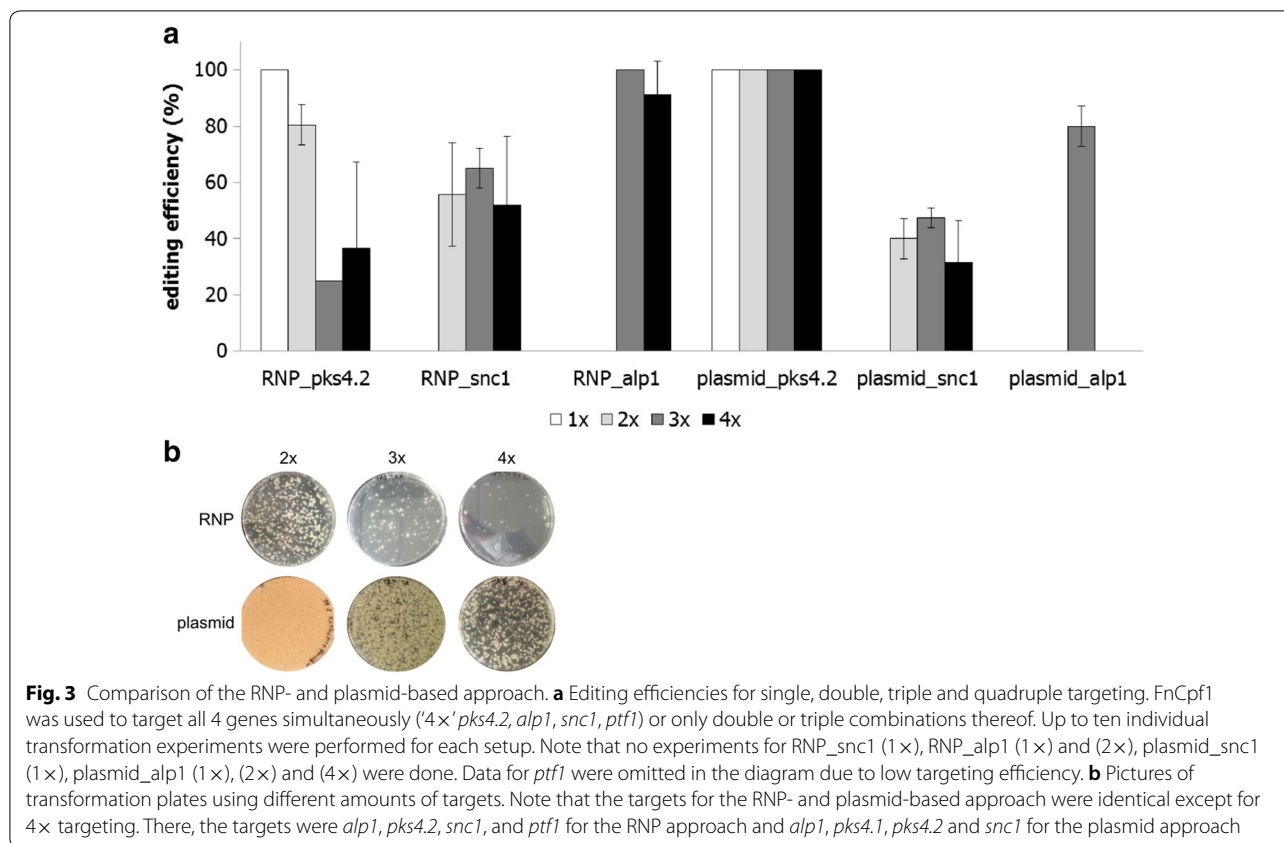 a
editing efficiency (%)
100
80
60
40
20
0
RNP_pks4.2 RNP_snc1 RNP_alp1 plasmid_pks4.2 plasmid_snc1 plasmid_alp1
1x 2x 3x 4x
b
2x 3x 4x
RNP
plasmid
Fig. 3 Comparison of the RNP- and plasmid-based approach. a Editing efficiencies for single, double, triple and quadruple targeting. FnCpf1
was used to target all 4 genes simultaneously (‘4×’ pks4.2, alp1, snc1, ptf1) or only double or triple combinations thereof. Up to ten individual
transformation experiments were performed for each setup. Note that no experiments for RNP_snc1 (1×), RNP_alp1 (1×) and (2×), plasmid_snc1
(1×), plasmid_alp1 (1×), (2×) and (4×) were done. Data for ptf1 were omitted in the diagram due to low targeting efficiency. b Pictures of
transformation plates using different amounts of targets. Note that the targets for the RNP- and plasmid-based approach were identical except for
4× targeting. There, the targets were alp1, pks4.2, snc1, and ptf1 for the RNP approach and alp1, pks4.1, pks4.2 and snc1 for the plasmid approach